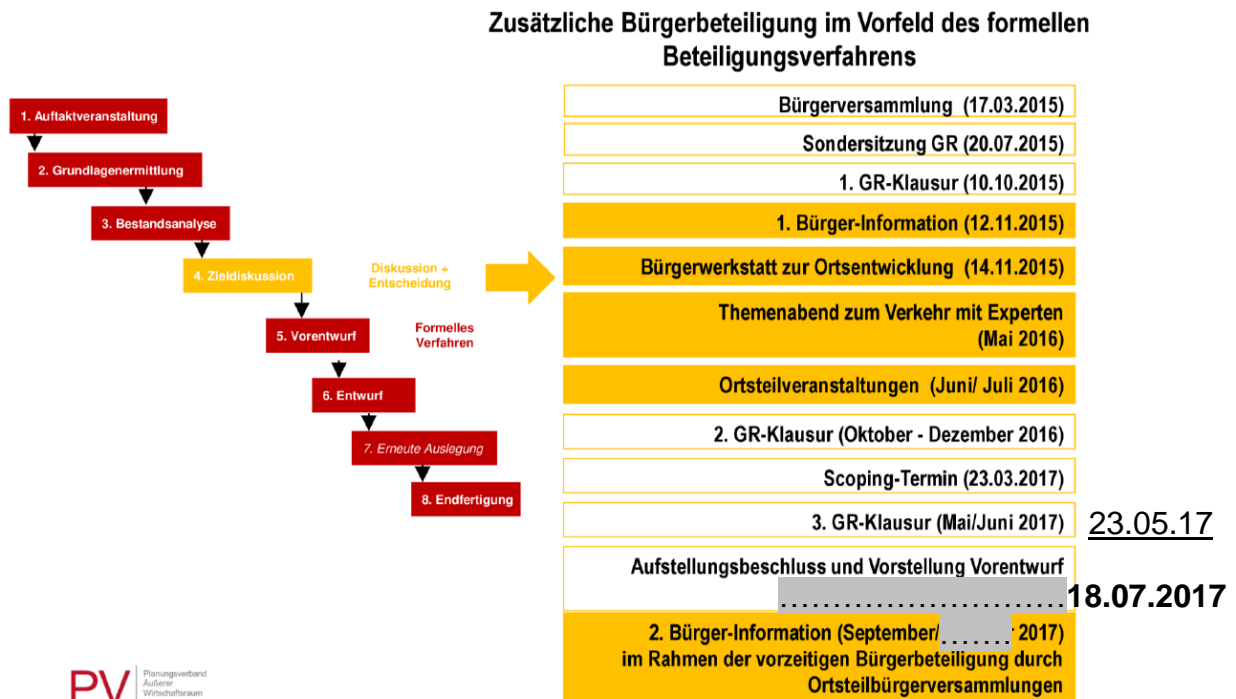 Zusätzliche Bürgerbeteiligung im Vorfeld des formellen
Beteiligungsverfahrens
1. Auftaktveranstaltung
2. Grundlagenermittlung
3. Bestandsanalyse
4. Zieldiskussion
Diskussion +
Entscheidung
5. Vorentwurf
Formelles
Verfahren
6. Entwurf
7. Erneute Auslegung
8. Endfertigung
Bürgerversammlung (17.03.2015)
Sondersitzung GR (20.07.2015)
1. GR-Klausur (10.10.2015)
1. Bürger-Information (12.11.2015)
Bürgerwerkstatt zur Ortsentwicklung (14.11.2015)
Themenabend zum Verkehr mit Experten
(Mai 2016)
Ortsteilveranstaltungen (Juni/ Juli 2016)
2. GR-Klausur (Oktober - Dezember 2016)
Scoping-Termin (23.03.2017)
3. GR-Klausur (Mai/Juni 2017) 23.05.17
Aufstellungsbeschluss und Vorstellung Vorentwurf
...........................18.07.2017
2. Bürger-Information (September/....... 2017)
im Rahmen der vorzeitigen Bürgerbeteiligung durch
Ortsteilbürgerversammlungen
PV
Planungsverband
Äußerer
Wirtschaftsraum